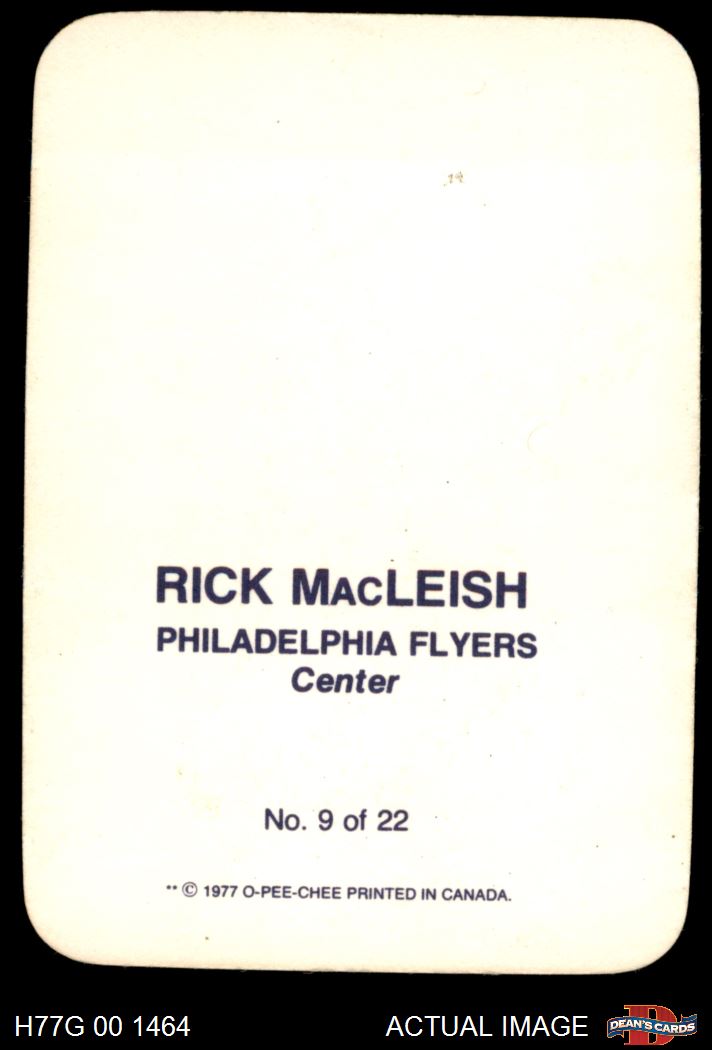 RICK MACLEISH
PHILADELPHIA FLYERS
Center
No. 9 of 22
** © 1977 O-PEE-CHEE PRINTED IN CANADA.
H77G 00 1464
ACTUAL IMAGE
D
DEAN'S CARDS